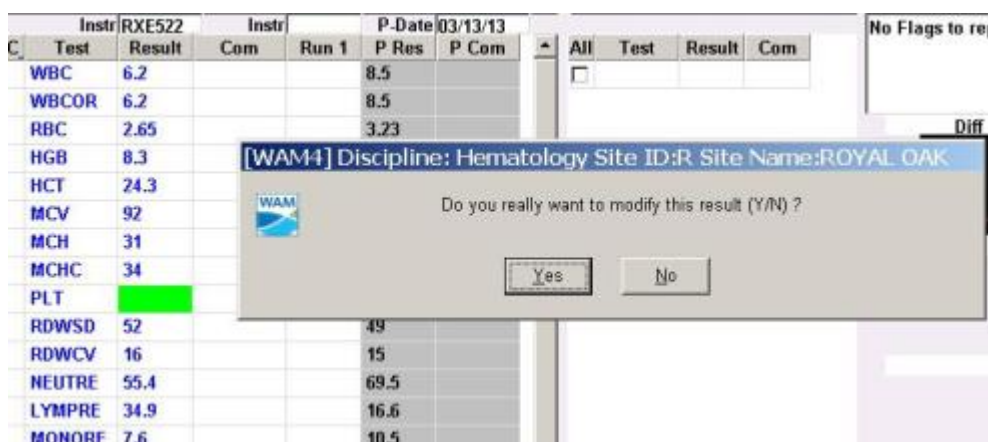 Instr RXE522 Instr P-Date 03/13/13 No Flags to re
C Test Result Com Run 1 P Res P Com All Test Result Com
WBC 6.2 8.5
WBCOR 6.2 8.5
RBC 2.65 3.23 Diff
HGB 8.3 [WAM4] Discipline: Hematology Site ID:R Site Name:ROYAL OAK
HCT 24.3
MCV 92 WAM Do you really want to modify this result (Y/N) ?
MCH 31
MCHC 34 Yes No
PLT
RDWSD 52 49
RDWCV 16 15
NEUTRE 55.4 69.5
LYMPRE 34.9 16.6
MONORE 7.6 10.5